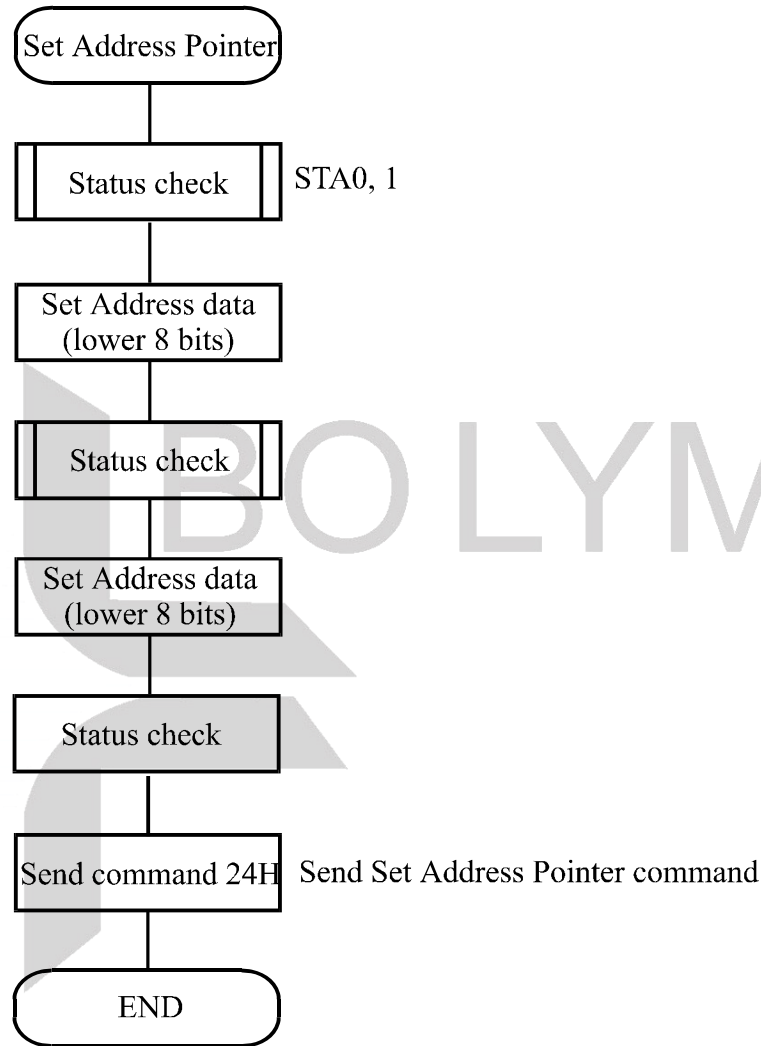 Set Address Pointer
Status check
STA0, 1
Set Address data
(lower 8 bits)
Status check
BOLYM
Set Address data
(lower 8 bits)
Status check
Send command 24H
Send Set Address Pointer command
END